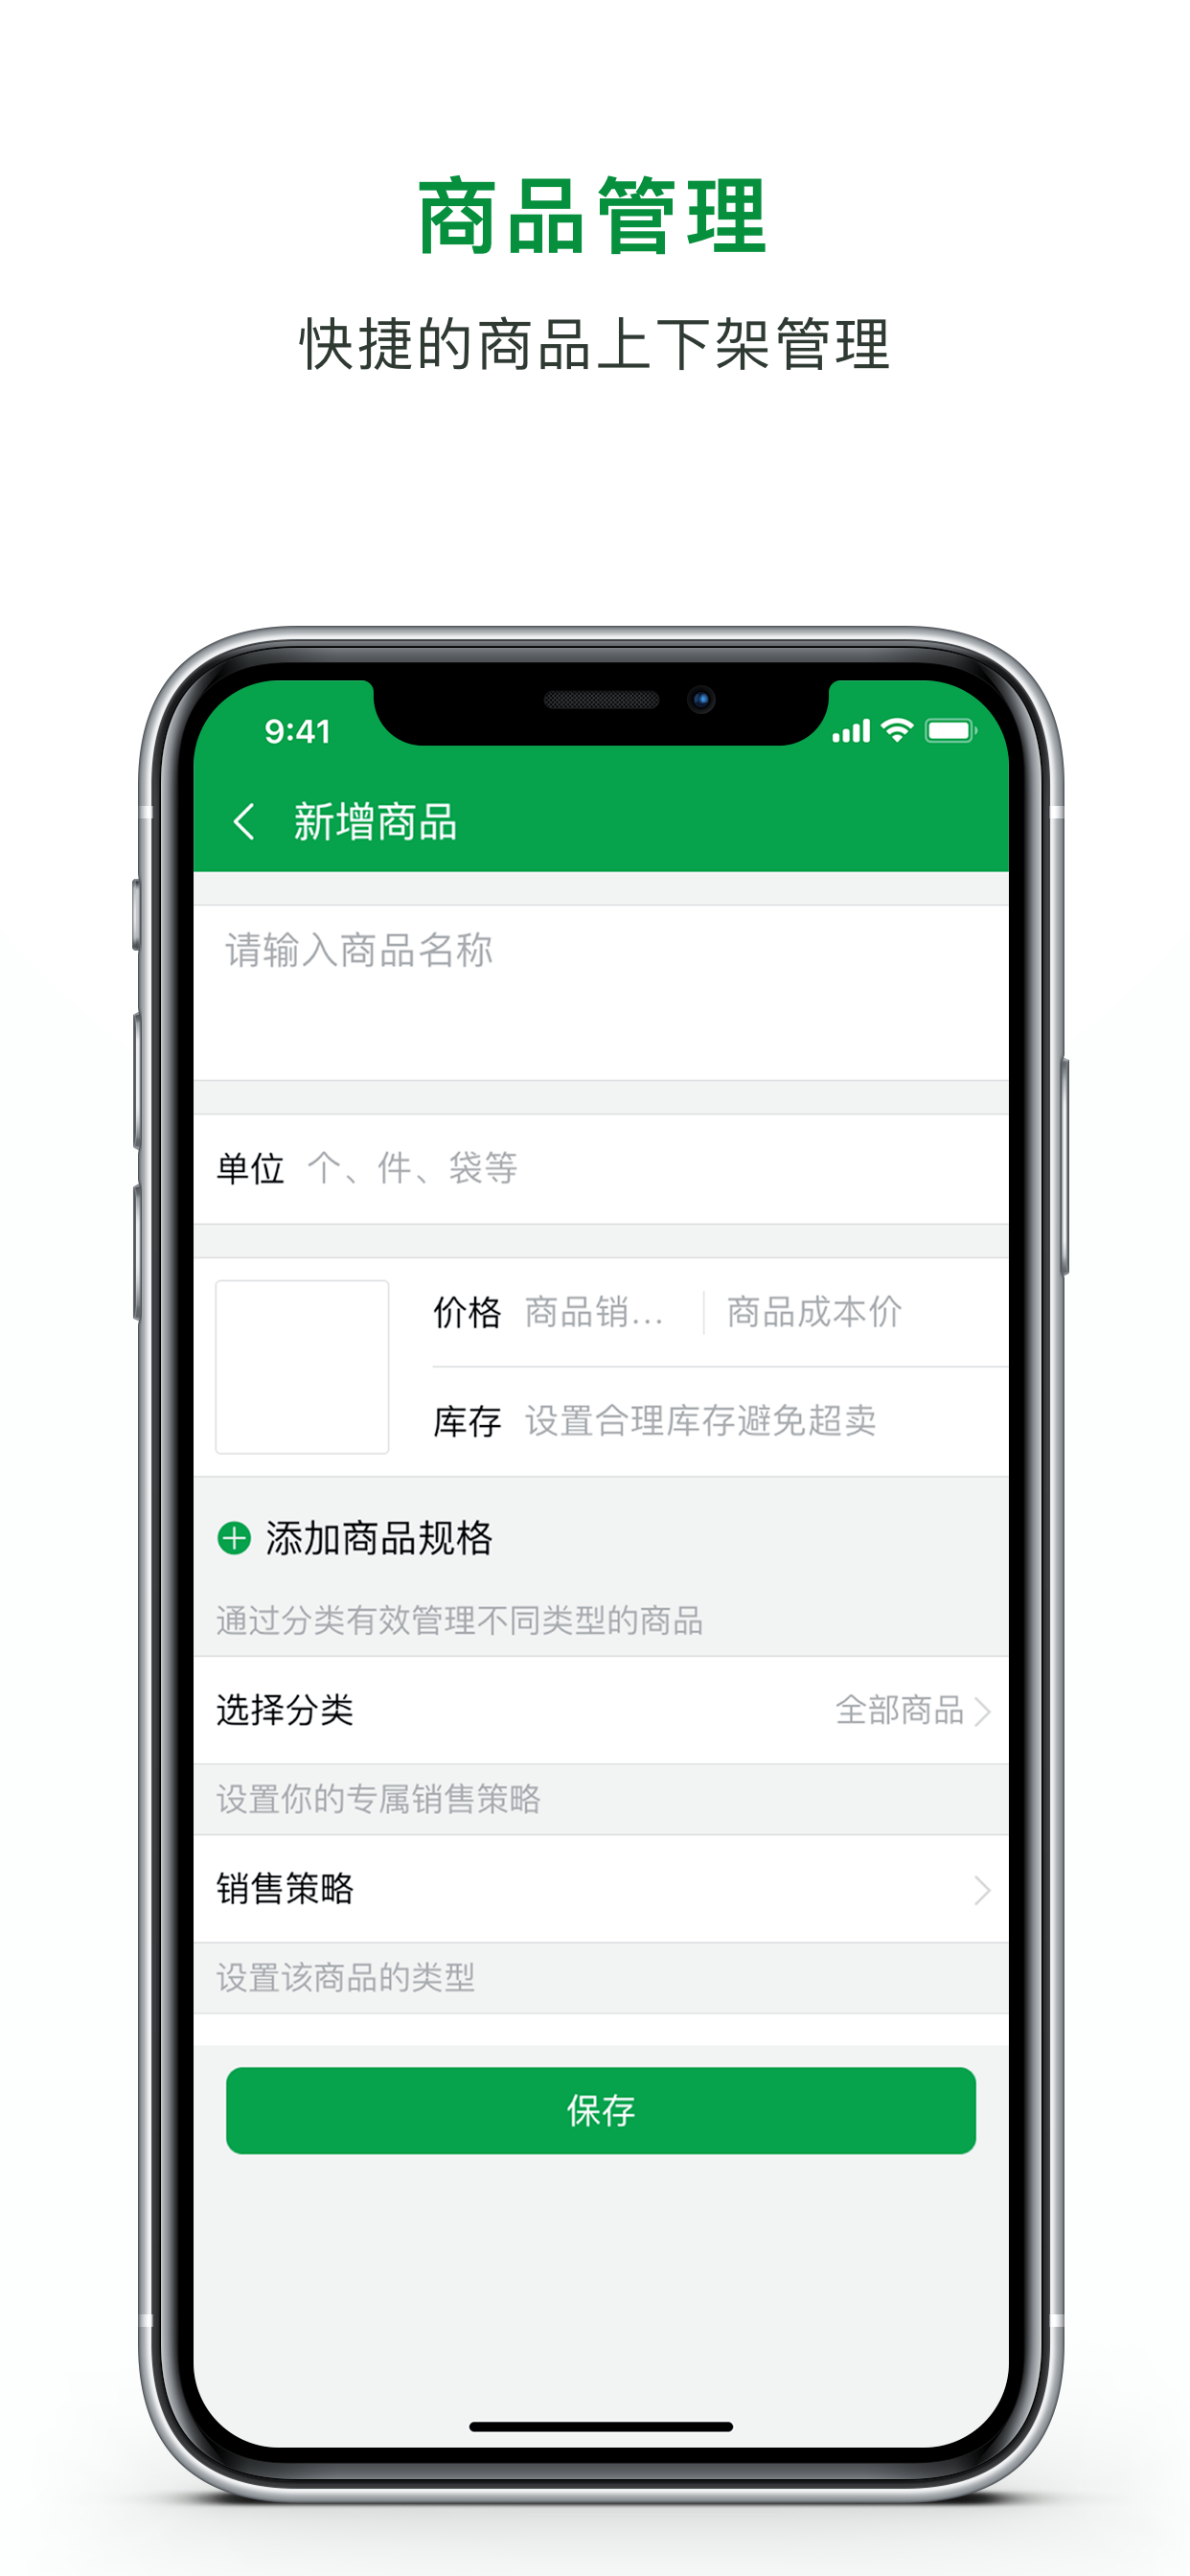 商品管理
快捷的商品上下架管理
9:41
新增商品
请输入商品名称
单位 个、件、袋等
价格 商品销... 商品成本价
库存 设置合理库存避免超卖
添加商品规格
通过分类有效管理不同类型的商品
选择分类 全部商品
设置你的专属销售策略
销售策略
设置该商品的类型
保存